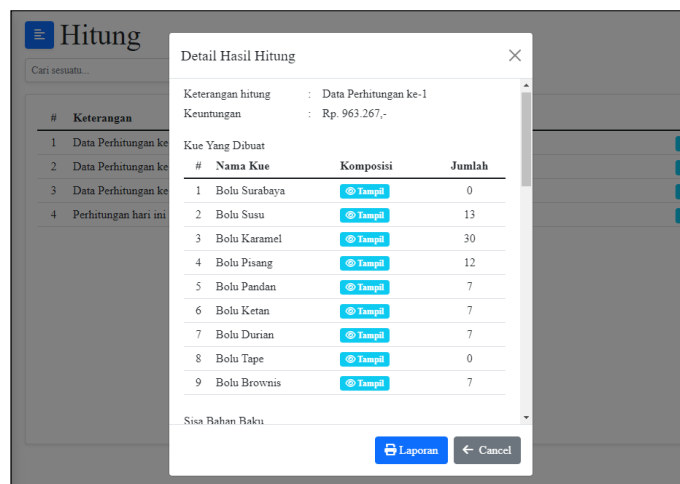 Hitung
Cari sesuatu...
# Keterangan
1 Data Perhitungan ke
2 Data Perhitungan ke
3 Data Perhitungan ke
4 Perhitungan hari ini
Detail Hasil Hitung
Keterangan hitung : Data Perhitungan ke-1
Keuntungan : Rp. 963.267,-
Kue Yang Dibuat
# Nama Kue Komposisi Jumlah
1 Bolu Surabaya Tampil 0
2 Bolu Susu Tampil 13
3 Bolu Karamel Tampil 30
4 Bolu Pisang Tampil 12
5 Bolu Pandan Tampil 7
6 Bolu Ketan Tampil 7
7 Bolu Durian Tampil 7
8 Bolu Tape Tampil 0
9 Bolu Brownis Tampil 7
Sisa Bahan Baku
Laporan Cancel